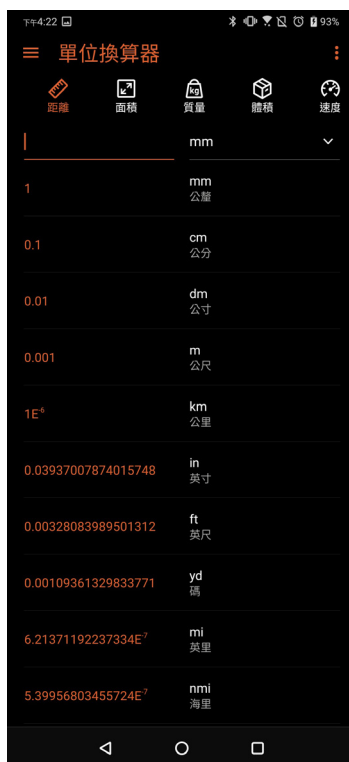 下午4:22 93%
單位換算器
距離 面積 kg 質量 體積 速度
mm
1 mm
公釐
0.1 cm
公分
0.01 dm
公寸
0.001 m
公尺
1E⁻⁶ km
公里
0.03937007874015748 in
英寸
0.00328083989501312 ft
英尺
0.00109361329833771 yd
碼
6.21371192237334E⁻⁷ mi
英里
5.39956803455724E⁻⁷ nmi
海里